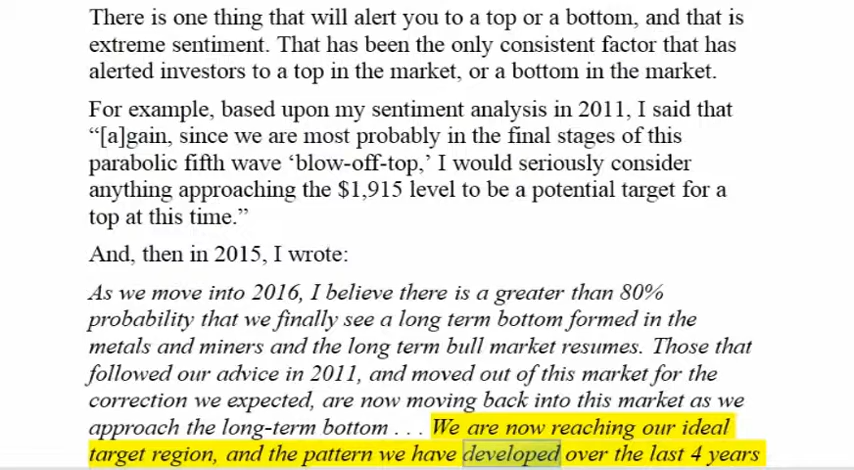 There is one thing that will alert you to a top or a bottom, and that is
extreme sentiment. That has been the only consistent factor that has
alerted investors to a top in the market, or a bottom in the market.
For example, based upon my sentiment analysis in 2011, I said that
“[a]gain, since we are most probably in the final stages of this
parabolic fifth wave ‘blow-off-top,’ I would seriously consider
anything approaching the $1,915 level to be a potential target for a
top at this time.”
And, then in 2015, I wrote:
As we move into 2016, I believe there is a greater than 80%
probability that we finally see a long term bottom formed in the
metals and miners and the long term bull market resumes. Those that
followed our advice in 2011, and moved out of this market for the
correction we expected, are now moving back into this market as we
approach the long-term bottom . . . We are now reaching our ideal
target region, and the pattern we have developed over the last 4 years